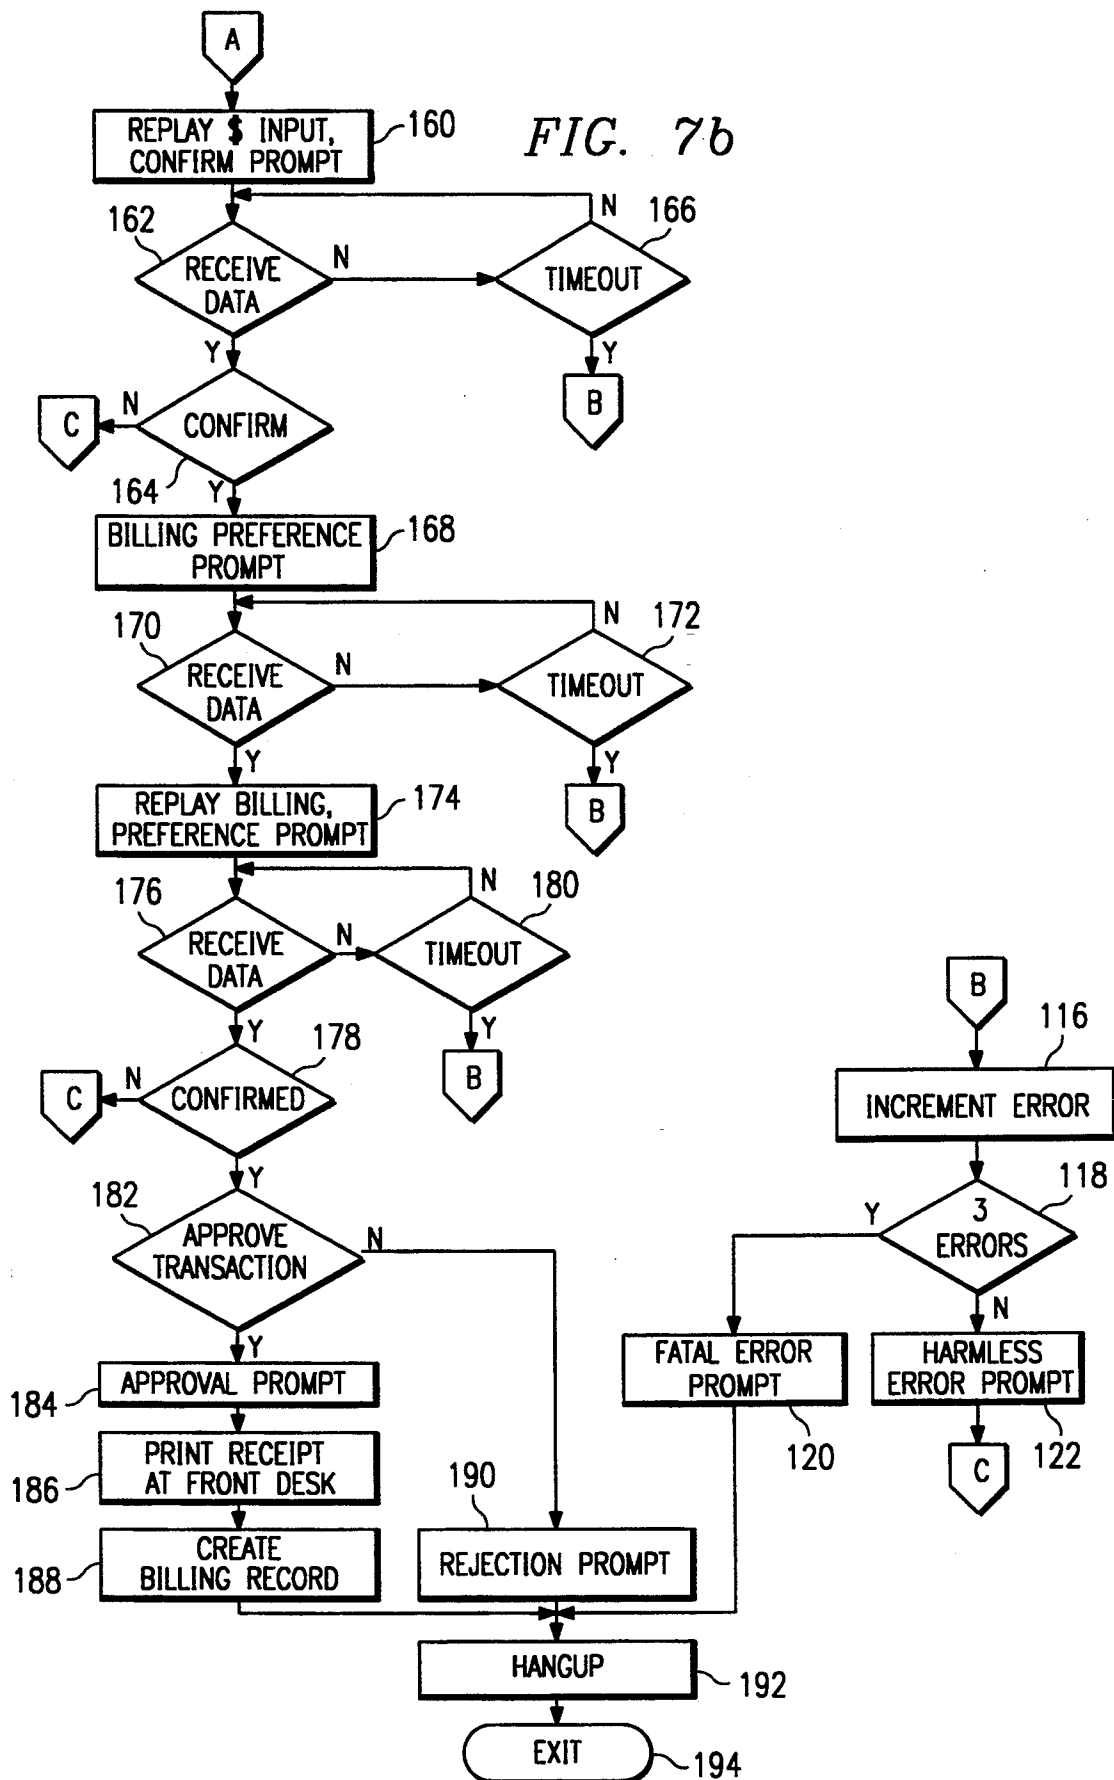 A
REPLAY $ INPUT,
CONFIRM PROMPT
160
FIG. 7b
162
RECEIVE
DATA
N
N
166
TIMEOUT
Y
Y
B
C
N
CONFIRM
164
Y
BILLING PREFERENCE
PROMPT
168
170
RECEIVE
DATA
N
N
172
TIMEOUT
Y
Y
B
REPLAY BILLING,
PREFERENCE PROMPT
174
176
RECEIVE
DATA
N
N
180
TIMEOUT
Y
Y
B
178
C
N
CONFIRMED
Y
182
APPROVE
TRANSACTION
N
Y
184
APPROVAL PROMPT
186
PRINT RECEIPT
AT FRONT DESK
188
CREATE
BILLING RECORD
190
REJECTION PROMPT
B
116
INCREMENT ERROR
118
3
ERRORS
Y
N
FATAL ERROR
PROMPT
120
HARMLESS
ERROR PROMPT
122
C
HANGUP
192
EXIT
194